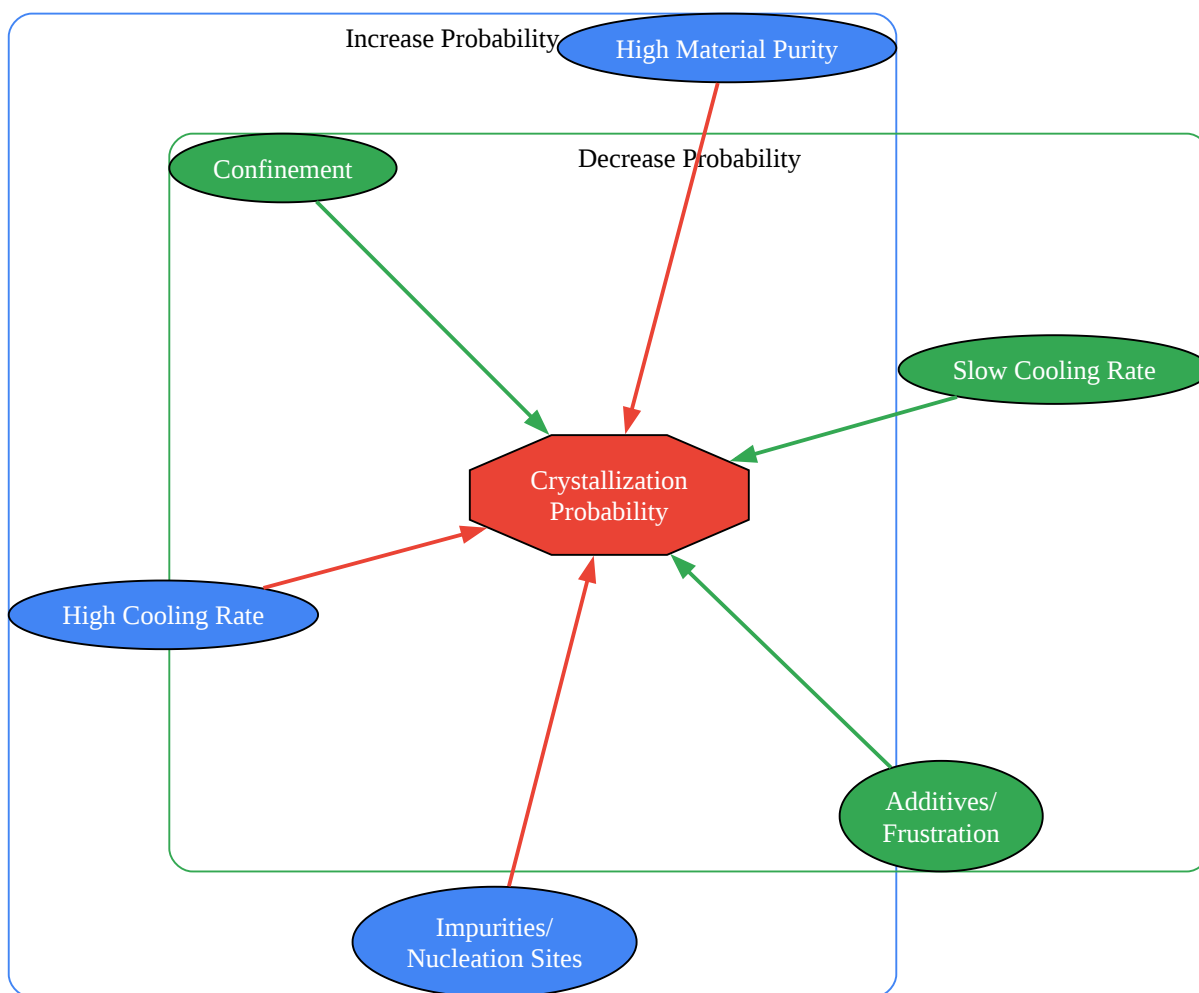 Increase Probability
High Material Purity
Decrease Probability
Confinement
Slow Cooling Rate
Crystallization
Probability
High Cooling Rate
Additives/
Frustration
Impurities/
Nucleation Sites